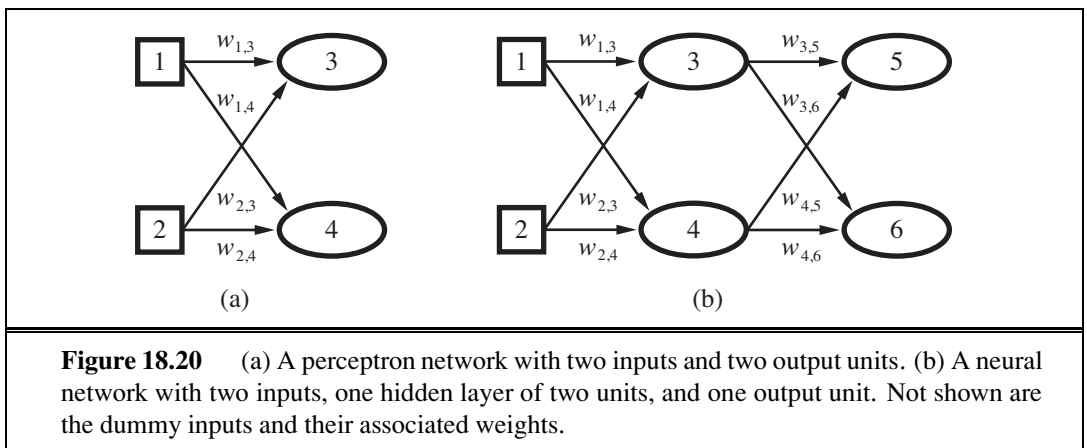 1 w1,3 3 1 w1,3 3 w3,5 5
w1,4 w1,4 w3,6
w2,3 w2,3 w4,5
2 w2,4 4 2 w2,4 4 w4,6 6
(a) (b)
Figure 18.20 (a) A perceptron network with two inputs and two output units. (b) A neural
network with two inputs, one hidden layer of two units, and one output unit. Not shown are
the dummy inputs and their associated weights.